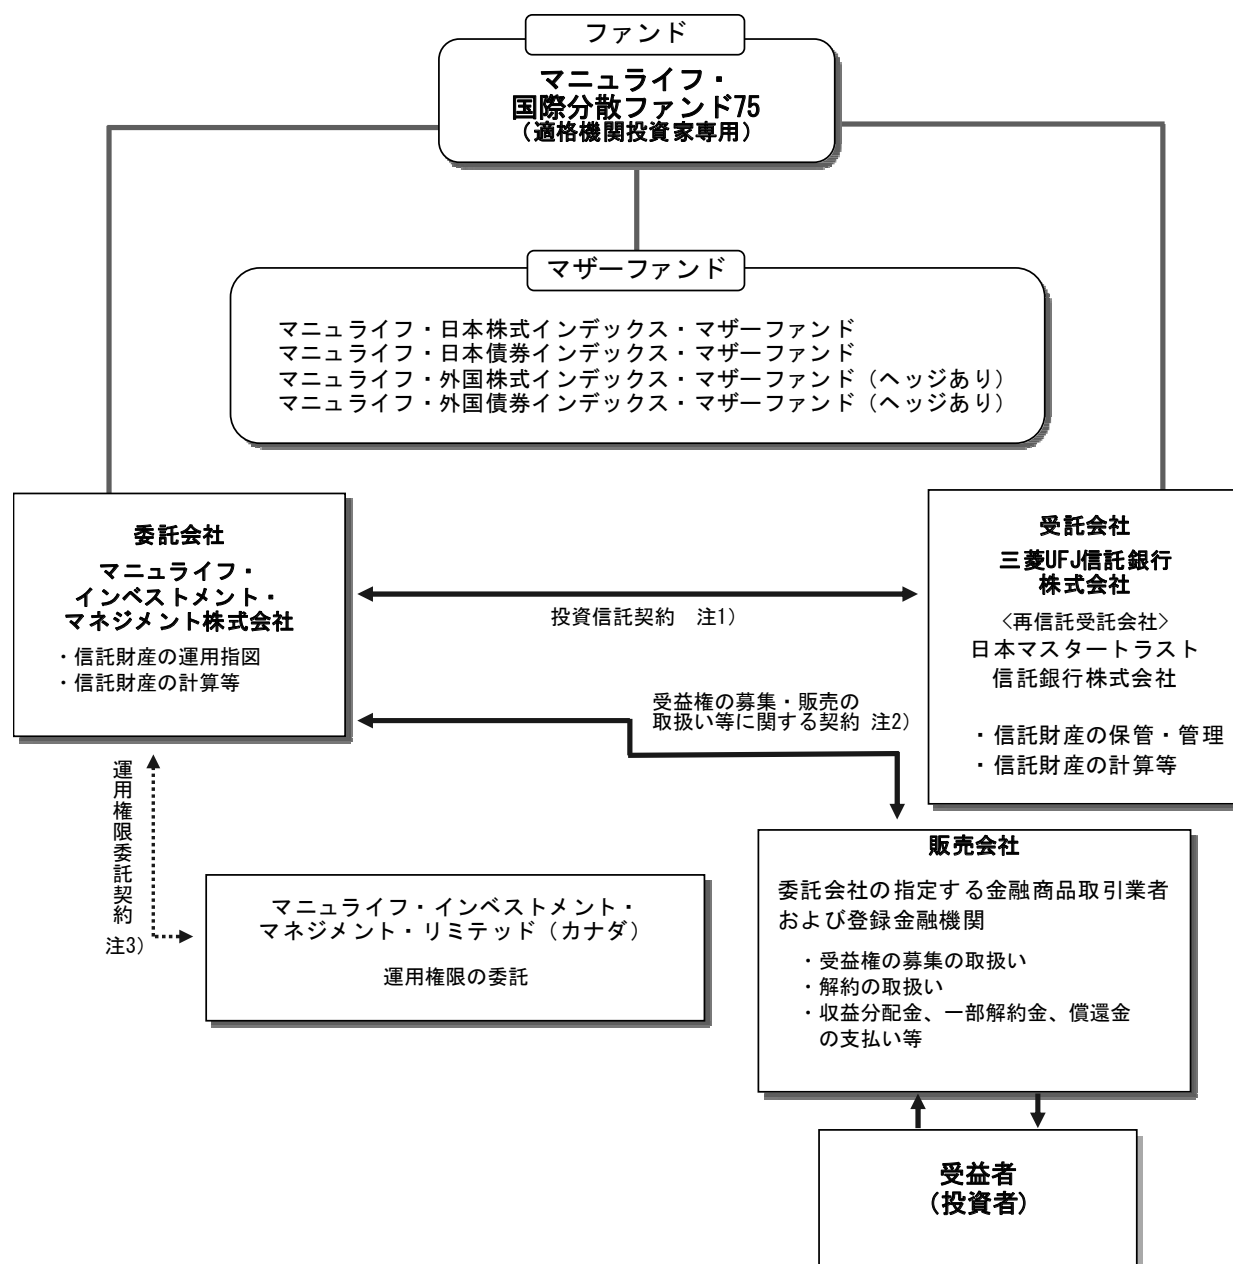 ファンド
マニュライフ・
国際分散ファンド75
（適格機関投資家専用）
マザーファンド
マニュライフ・日本株式インデックス・マザーファンド
マニュライフ・日本債券インデックス・マザーファンド
マニュライフ・外国株式インデックス・マザーファンド（ヘッジあり）
マニュライフ・外国債券インデックス・マザーファンド（ヘッジあり）
委託会社
マニュライフ・
インベストメント・
マネジメント株式会社
・信託財産の運用指図
・信託財産の計算等
投資信託契約　注1）
受託会社
三菱UFJ信託銀行
株式会社
＜再信託受託会社＞
日本マスタートラスト
信託銀行株式会社
・信託財産の保管・管理
・信託財産の計算等
受益権の募集・販売の
取扱い等に関する契約 注2）
運用権限委託契約
注3）
マニュライフ・インベストメント・
マネジメント・リミテッド（カナダ）
運用権限の委託
販売会社
委託会社の指定する金融商品取引業者
および登録金融機関
・受益権の募集の取扱い
・解約の取扱い
・収益分配金、一部解約金、償還金
の支払い等
受益者
（投資者）